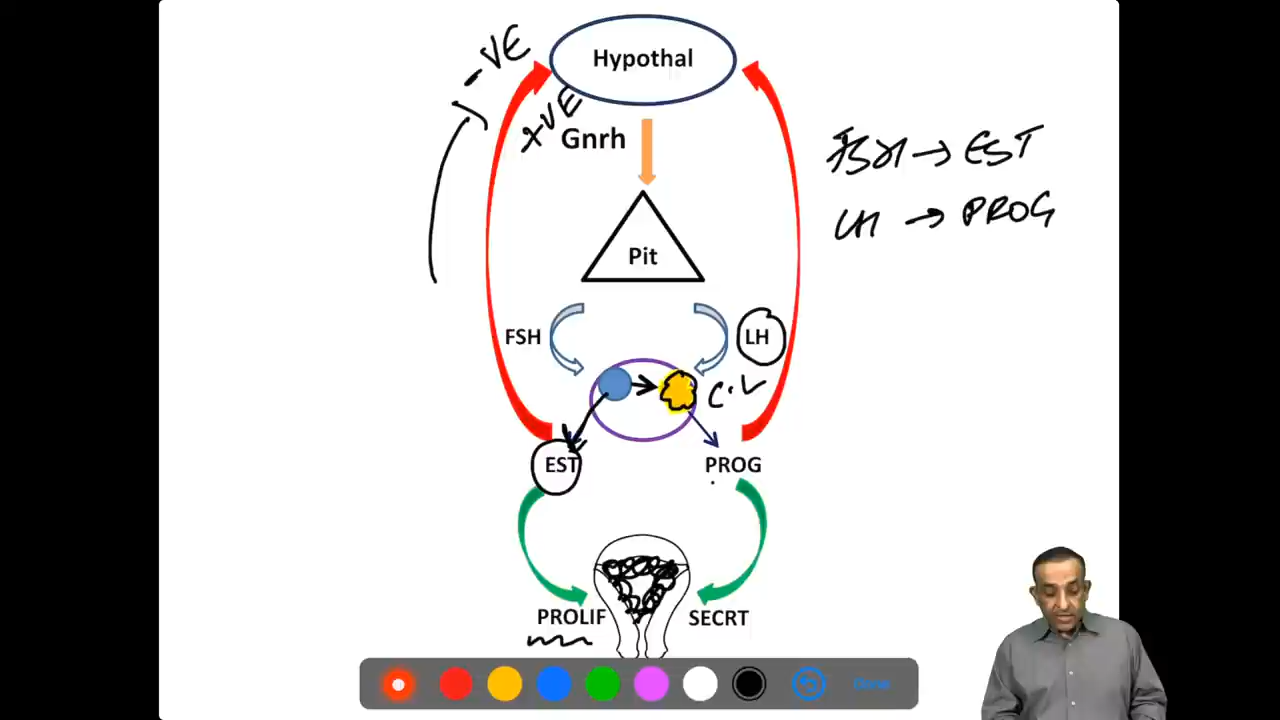 Hypothal
-VE
+VE
Gnrh
FSH → EST
LH → PROG
Pit
FSH
LH
C.L
EST
PROG
PROLIF
SECRT
Done